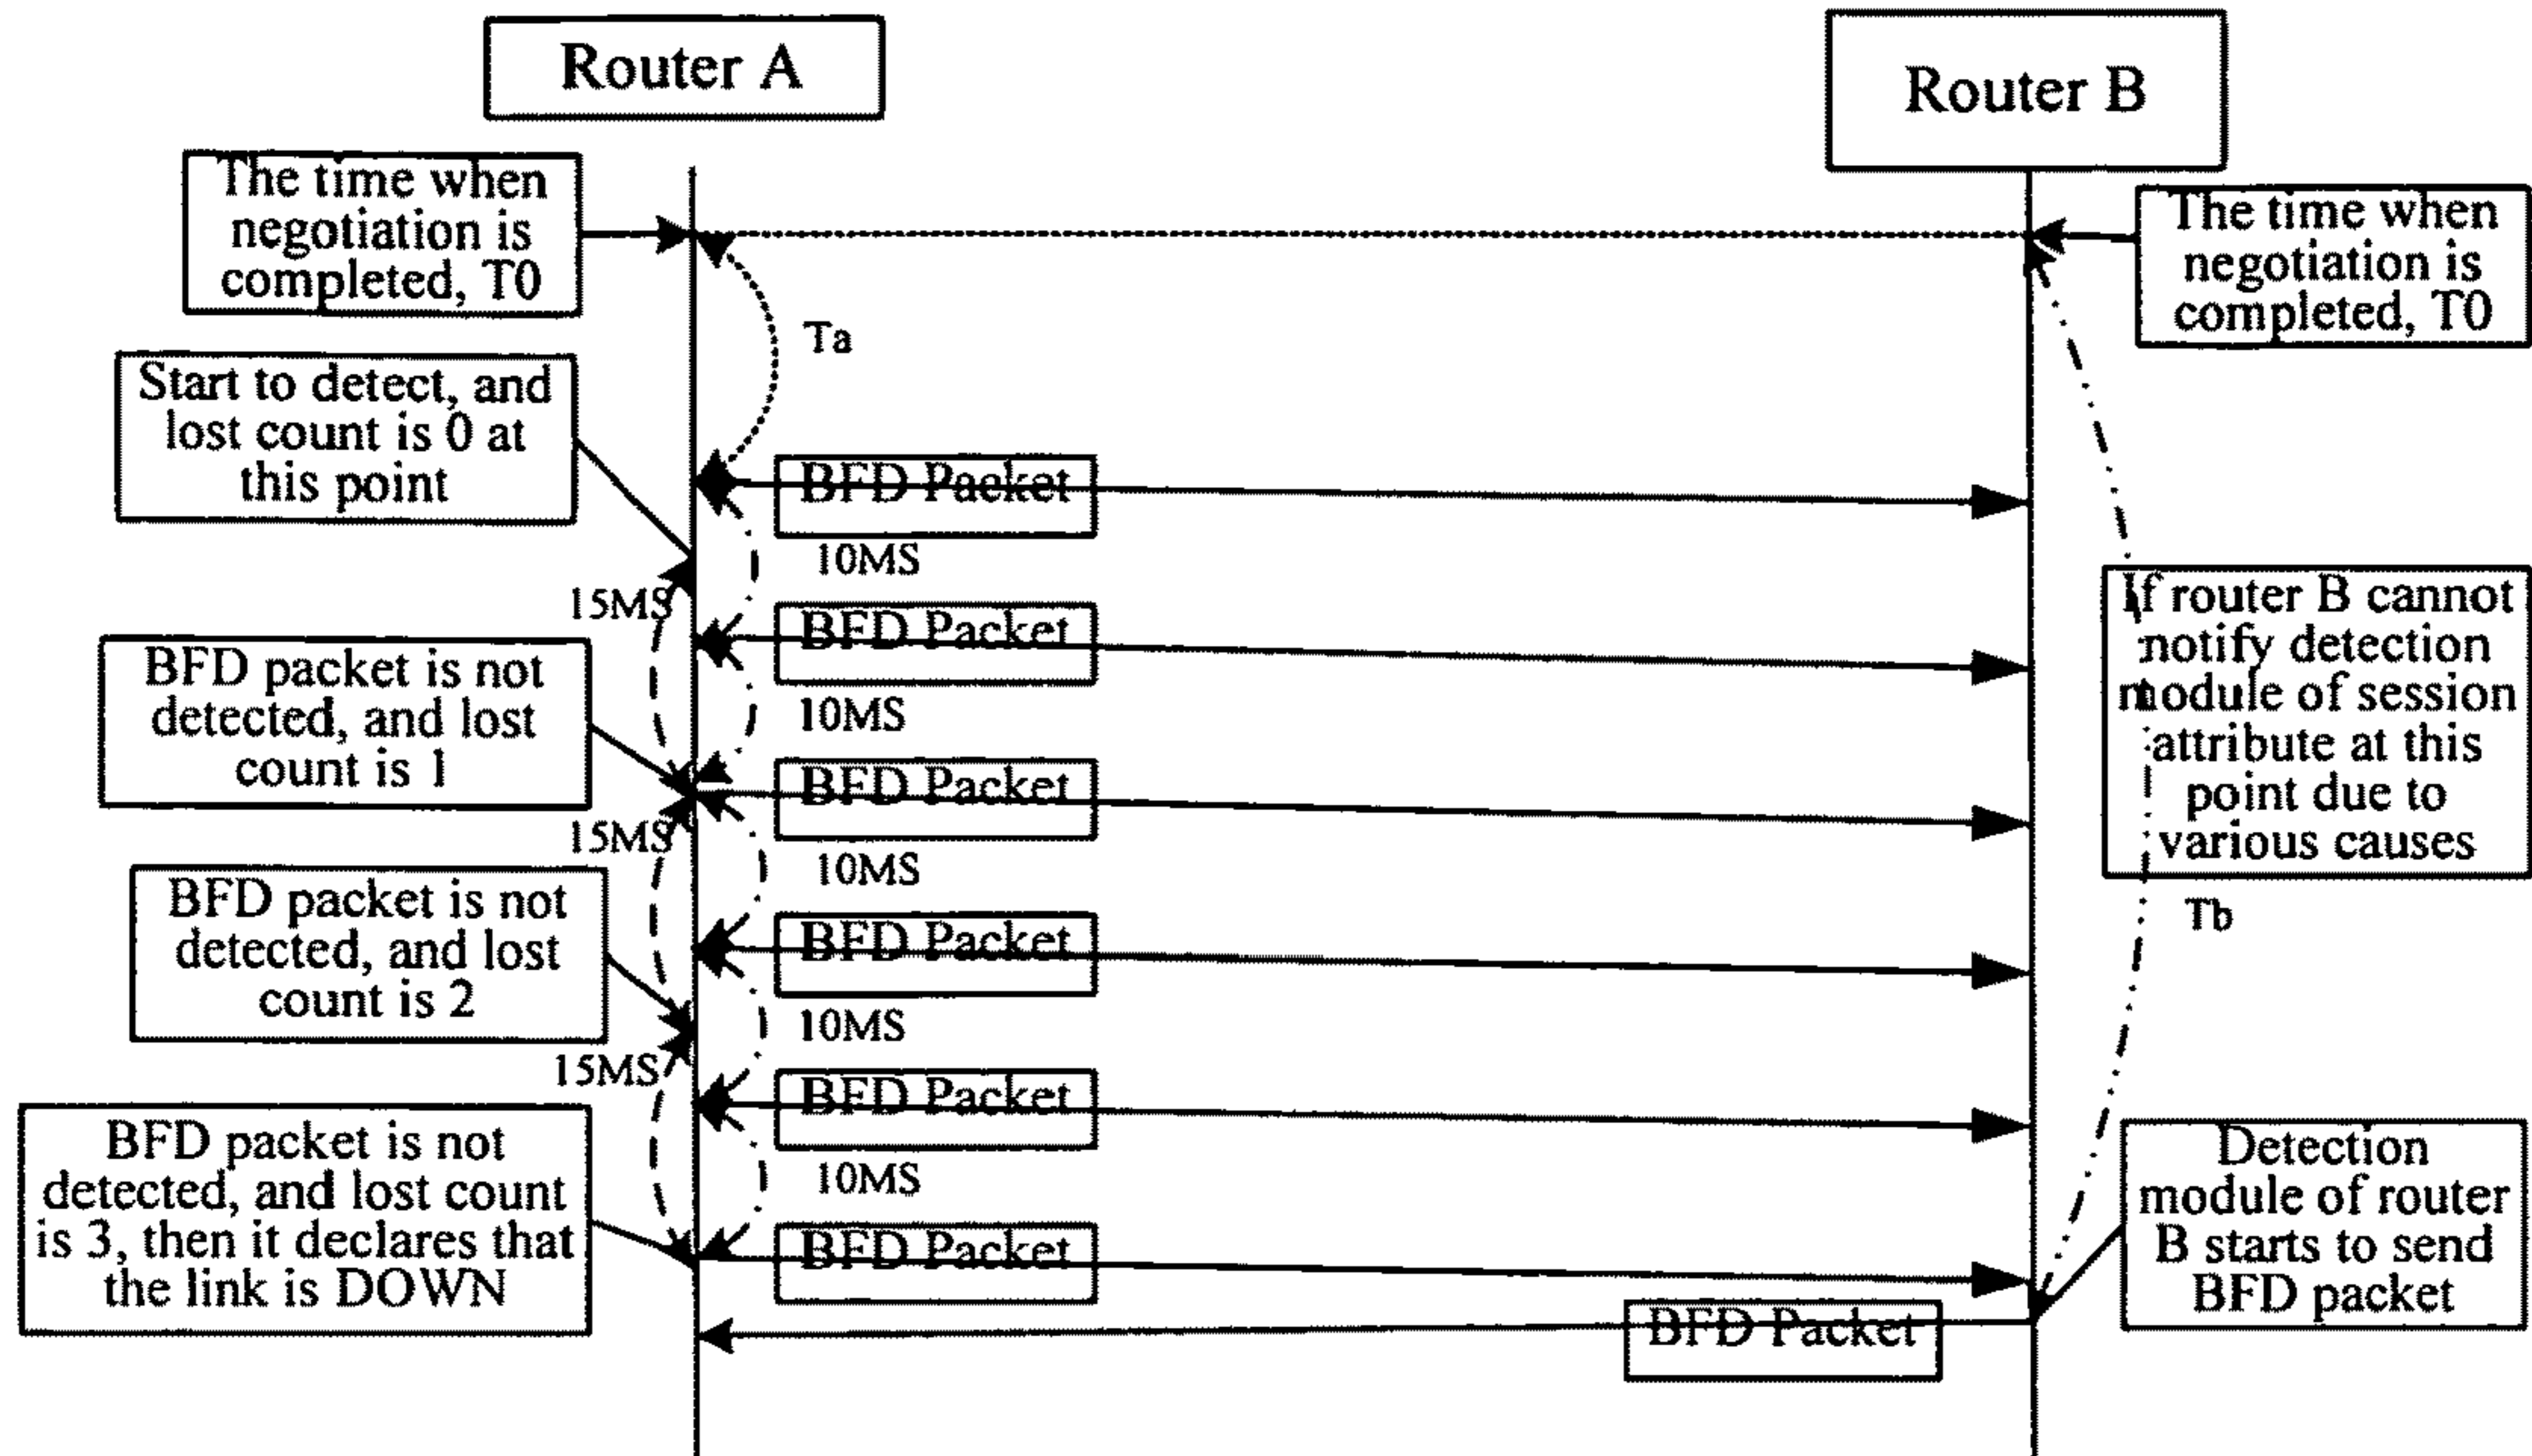 Router A
Router B
The time when
negotiation is
completed, T0
The time when
negotiation is
completed, T0
Ta
Start to detect, and
lost count is 0 at
this point
BFD Packet
10MS
15MS
BFD Packet
If router B cannot
notify detection
module of session
attribute at this
point due to
various causes
BFD packet is not
detected, and lost
count is 1
10MS
BFD Packet
15MS
10MS
BFD packet is not
detected, and lost
count is 2
Tb
BFD Packet
10MS
15MS
BFD Packet
BFD packet is not
detected, and lost count
is 3, then it declares that
the link is DOWN
10MS
Detection
module of router
B starts to send
BFD packet
BFD Packet
BFD Packet